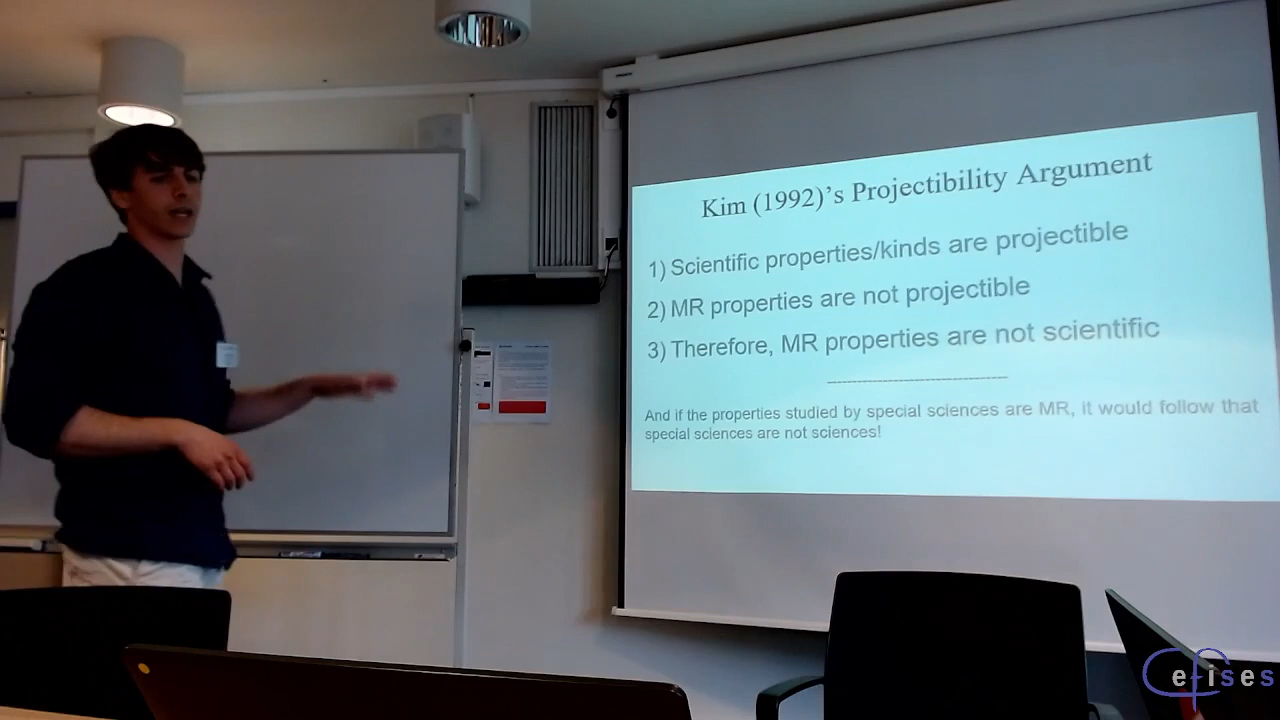 Kim (1992)'s Projectibility Argument
1) Scientific properties/kinds are projectible
2) MR properties are not projectible
3) Therefore, MR properties are not scientific
And if the properties studied by special sciences are MR, it would follow that
special sciences are not sciences!
efises